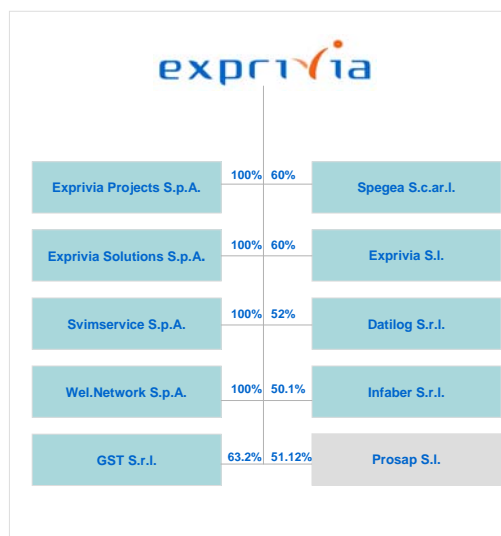 exprivia
Exprivia Projects S.p.A. 100% 60% Spegea S.c.ar.l.
Exprivia Solutions S.p.A. 100% 60% Exprivia S.l.
Svimservice S.p.A. 100% 52% Datilog S.r.l.
Wel.Network S.p.A. 100% 50.1% Infaber S.r.l.
GST S.r.l. 63.2% 51.12% Prosap S.l.